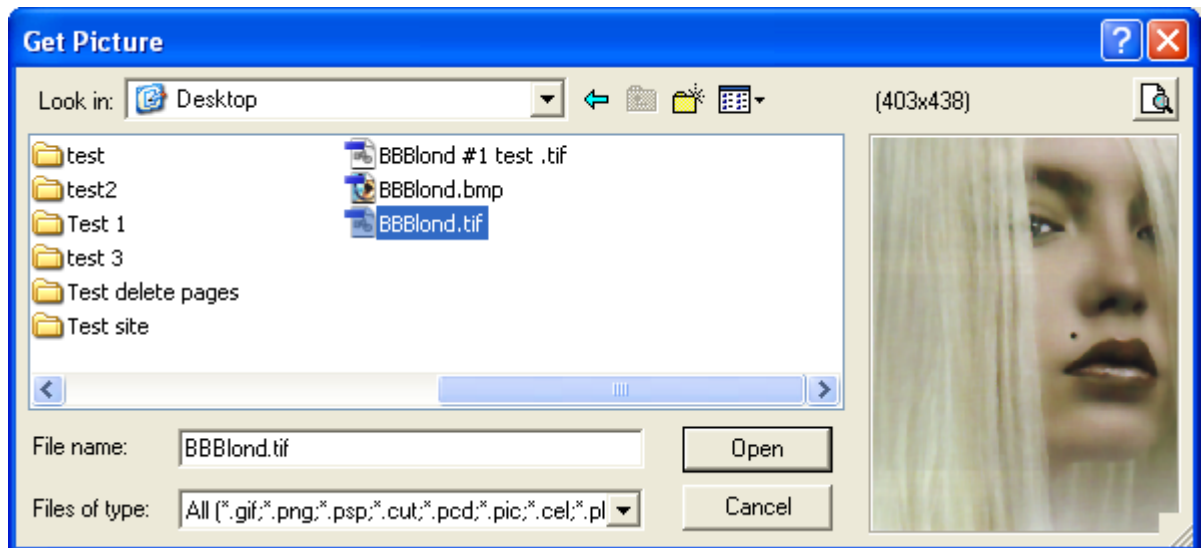 Get Picture
Look in: Desktop
(403x438)
test
test2
Test 1
test 3
Test delete pages
Test site
BBBlond #1 test .tif
BBBlond.bmp
BBBlond.tif
File name: BBBlond.tif
Open
Files of type: All (*.gif;*.png;*.psp;*.cut;*.pcd;*.pic;*.cel;*.pl
Cancel